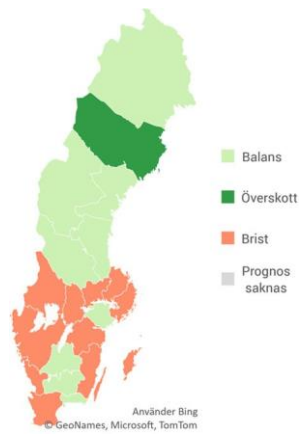 Balans
Överskott
Brist
Prognos
saknas
Använder Bing
© GeoNames, Microsoft, TomTom